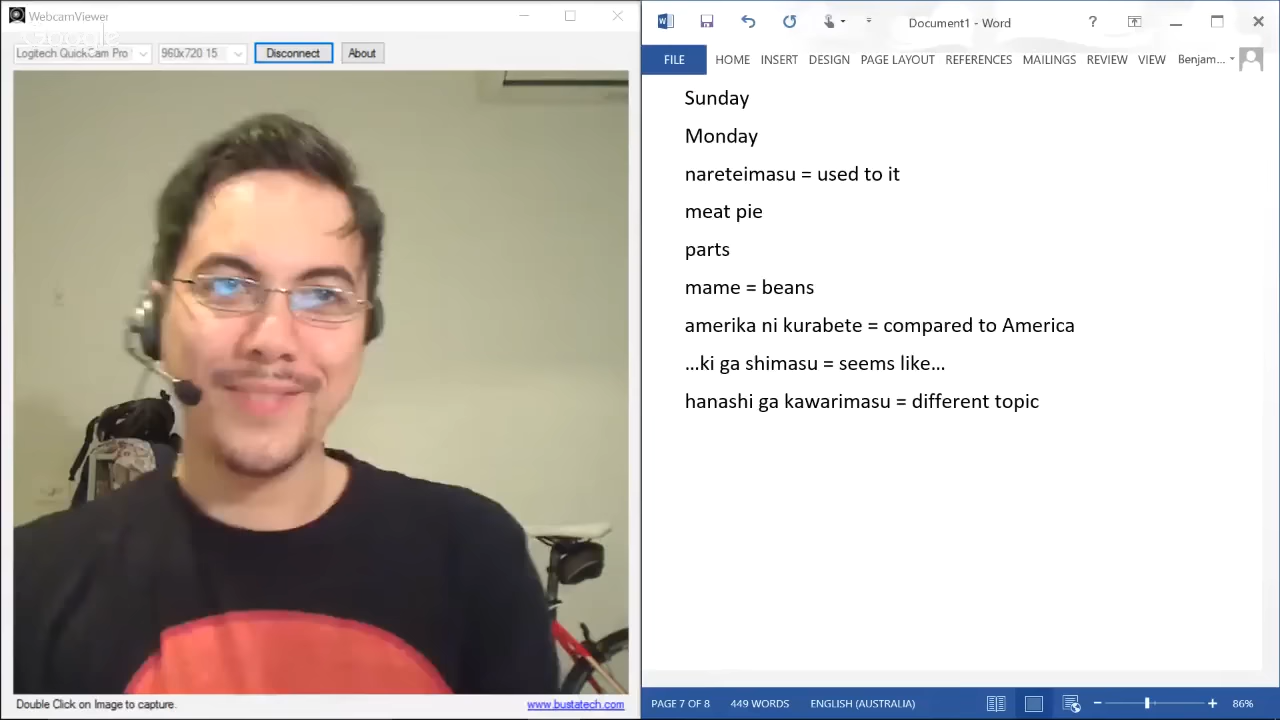 WebcamViewer
Google
Logitech QuickCam Pro
960x720 15
Disconnect
About
Double Click on Image to capture.
www.bustatech.com
Document1 - Word
?
FILE
HOME
INSERT
DESIGN
PAGE LAYOUT
REFERENCES
MAILINGS
REVIEW
VIEW
Benjam...
Sunday
Monday
nareteimasu = used to it
meat pie
parts
mame = beans
amerika ni kurabete = compared to America
...ki ga shimasu = seems like...
hanashi ga kawarimasu = different topic
PAGE 7 OF 8
449 WORDS
ENGLISH (AUSTRALIA)
86%